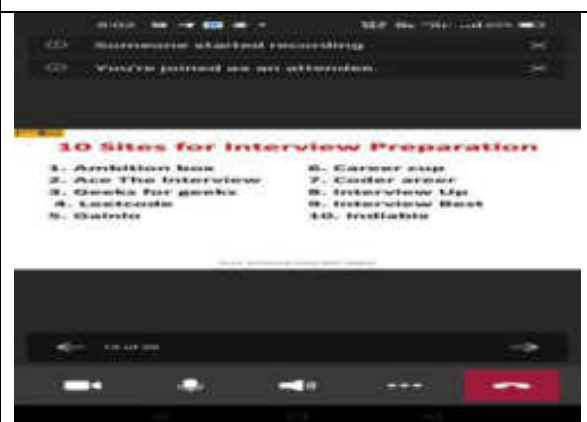 9:02
Someone started recording
You're joined as an attendee.
10 Sites for Interview Preparation
1. Ambition box
2. Ace The Interview
3. Geeks for geeks
4. Leetcode
5. Gainlo
6. Career cup
7. Coder areer
8. Interview Up
9. Interview Best
10. Indiabix